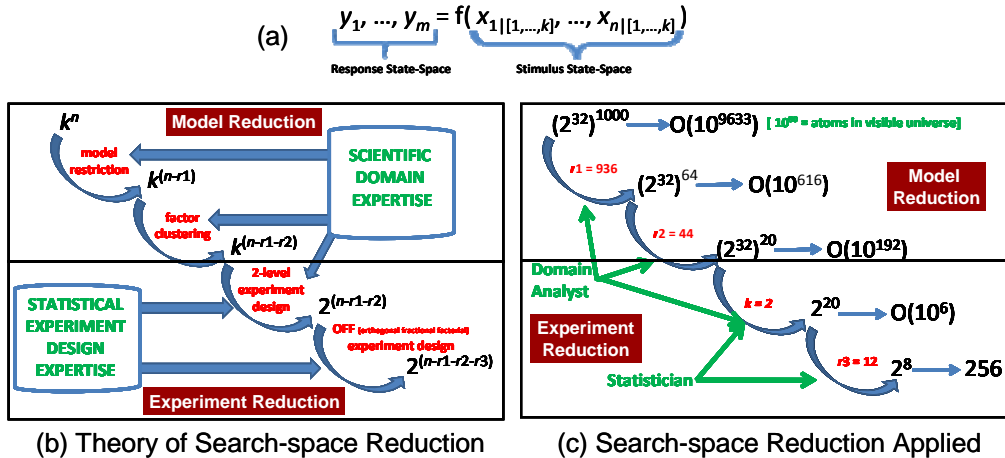 (a)
y1, ..., ym = f( x1|[1,...,k], ..., xn|[1,...,k] )
Response State-Space
Stimulus State-Space
k^n
Model Reduction
model
restriction
k^(n-r1)
SCIENTIFIC
DOMAIN
EXPERTISE
factor
clustering
k^(n-r1-r2)
2-level
experiment
design
STATISTICAL
EXPERIMENT
DESIGN
EXPERTISE
2^(n-r1-r2)
OFF [orthogonal fractional factorial]
experiment design
2^(n-r1-r2-r3)
Experiment Reduction
(b) Theory of Search-space Reduction
(2^32)^1000
O(10^9633)
[ 10^80 = atoms in visible universe]
r1 = 936
(2^32)^64
O(10^616)
Model
Reduction
r2 = 44
(2^32)^20
O(10^192)
Domain
Analyst
k = 2
2^20
O(10^6)
Experiment
Reduction
Statistician
r3 = 12
2^8
256
(c) Search-space Reduction Applied